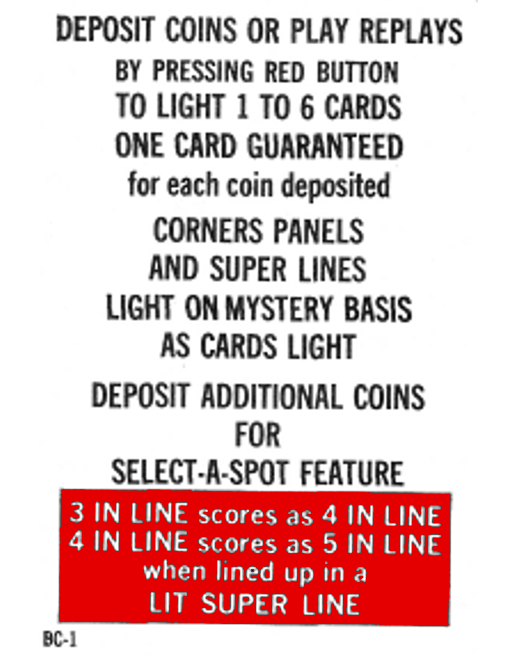 DEPOSIT COINS OR PLAY REPLAYS
BY PRESSING RED BUTTON
TO LIGHT 1 TO 6 CARDS
ONE CARD GUARANTEED
for each coin deposited
CORNERS PANELS
AND SUPER LINES
LIGHT ON MYSTERY BASIS
AS CARDS LIGHT
DEPOSIT ADDITIONAL COINS
FOR
SELECT-A-SPOT FEATURE
3 IN LINE scores as 4 IN LINE
4 IN LINE scores as 5 IN LINE
when lined up in a
LIT SUPER LINE
BC-1